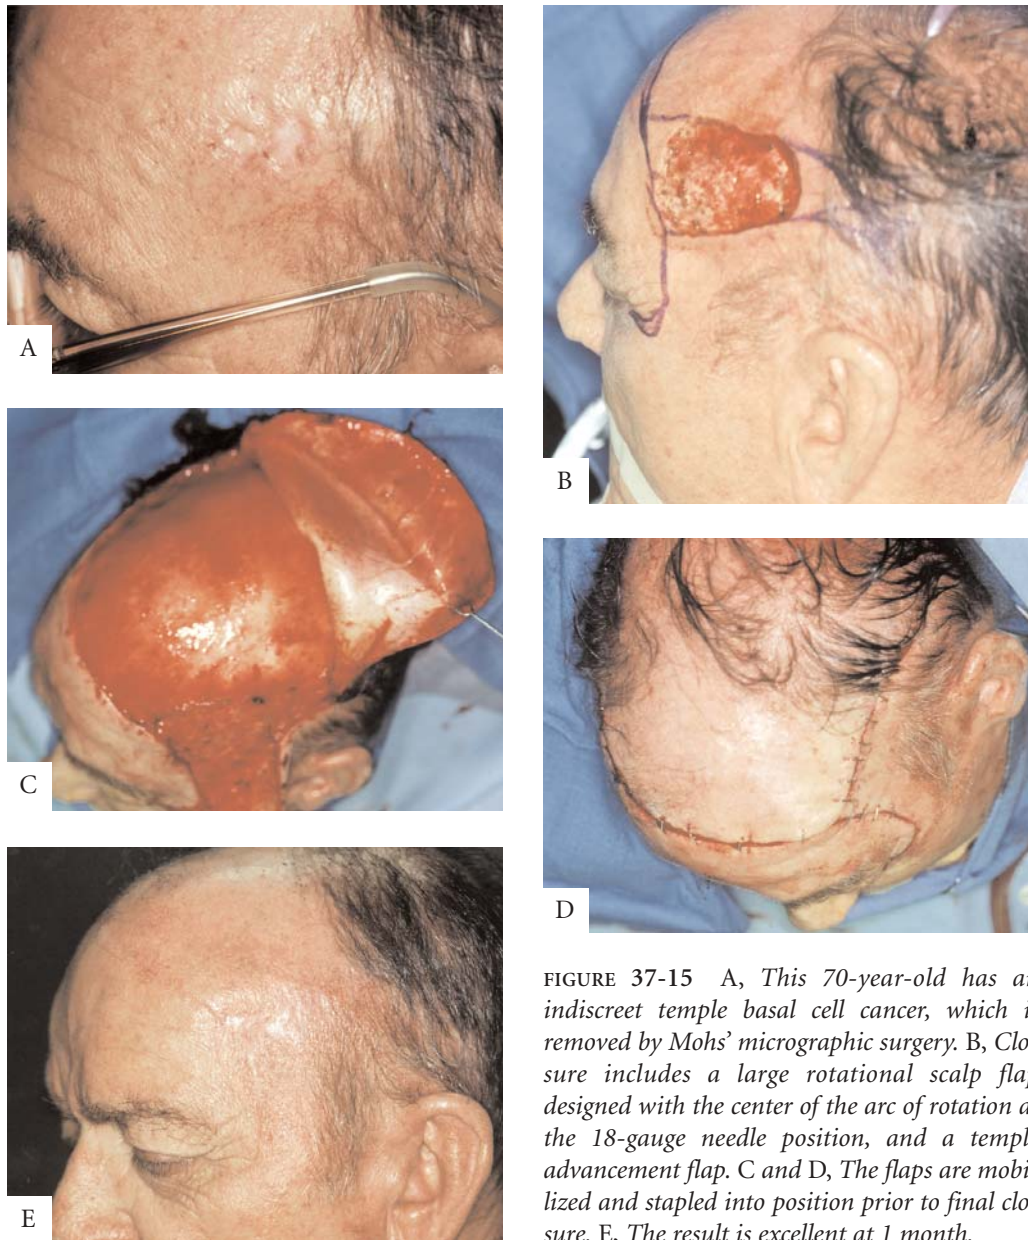 A
B
C
D
E
FIGURE 37-15 A, This 70-year-old has an
indiscreet temple basal cell cancer, which i
removed by Mohs’ micrographic surgery. B, Clo
sure includes a large rotational scalp flap
designed with the center of the arc of rotation a
the 18-gauge needle position, and a templ
advancement flap. C and D, The flaps are mobi
lized and stapled into position prior to final clo
sure. E, The result is excellent at 1 month.